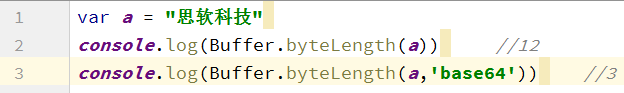 1 var a = "思软科技"
2 console.log(Buffer.byteLength(a)) //12
3 console.log(Buffer.byteLength(a,'base64')) //3